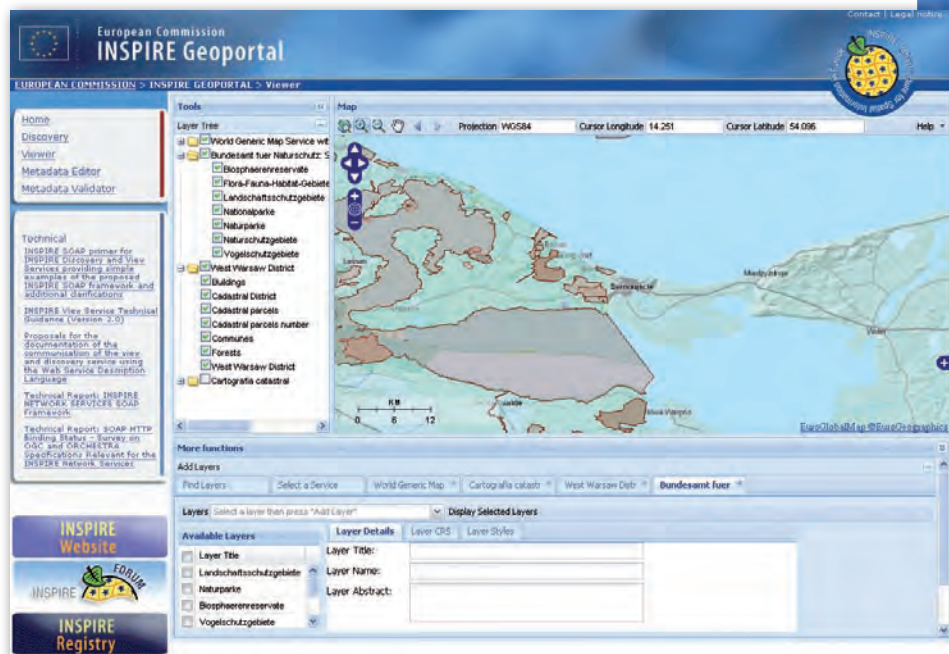 Contact | Legal notice
European Commission
INSPIRE Geoportal
EUROPEAN COMMISSION > INSPIRE GEOPORTAL > Viewer
Home
Discovery
Viewer
Metadata Editor
Metadata Validator
Technical
INSPIRE SOAP primer for
INSPIRE Discovery and View
Services providing simple
examples of the proposed
INSPIRE SOAP framework and
additional clarifications
INSPIRE View Service Technical
Guidance (Version 2.0)
Proposals for the
documentation of the
communication of the view
and discovery service using
the Web Service Description
Language
Technical Report: INSPIRE
NETWORK SERVICES SOAP
Framework
Technical Report: SOAP HTTP
Binding Status - Survey on
OGC and ORCHESTRA
Specifications Relevant for the
INSPIRE Network Services
INSPIRE
Website
INSPIRE FORUM
INSPIRE
Registry
Tools
Layer Tree
World Generic Map Service wit
Bundesamt fuer Naturschutz: S
Biosphaerenreservate
Flora-Fauna-Habitat-Gebiete
Landschaftsschutzgebiete
Nationalparke
Naturparke
Naturschutzgebiete
Vogelschutzgebiete
West Warsaw District
Buildings
Cadastral District
Cadastral parcels
Cadastral parcels number
Communes
Forests
West Warsaw District
Cartografia catastral
Map
Projection WGS84 Cursor Longitude 14.251 Cursor Latitude 54.096 Help
Lassan
Miedzyzdroje
Wolin
KM
0 6 12
EuroGlobalMap ©EuroGeographics
More functions
Add Layers
Find Layers Select a Service World Generic Map Cartografia catastr West Warsaw Distr Bundesamt fuer
Layers Select a layer then press "Add Layer" Display Selected Layers
Available Layers
Layer Title
Landschaftsschutzgebiete
Naturparke
Biosphaerenreservate
Vogelschutzgebiete
Layer Details Layer CRS Layer Styles
Layer Title:
Layer Name:
Layer Abstract: